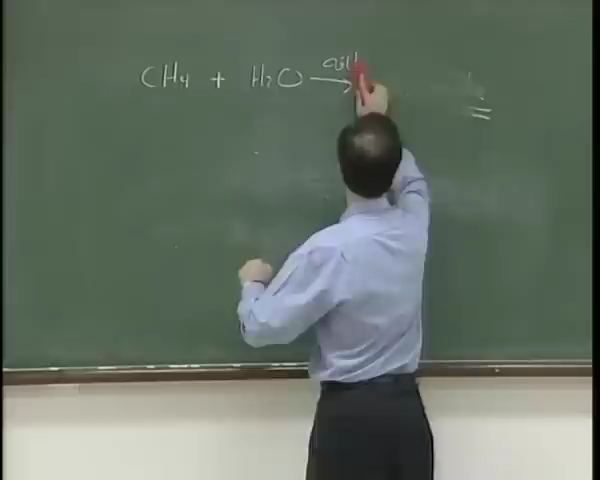 CH₄ + H₂O →